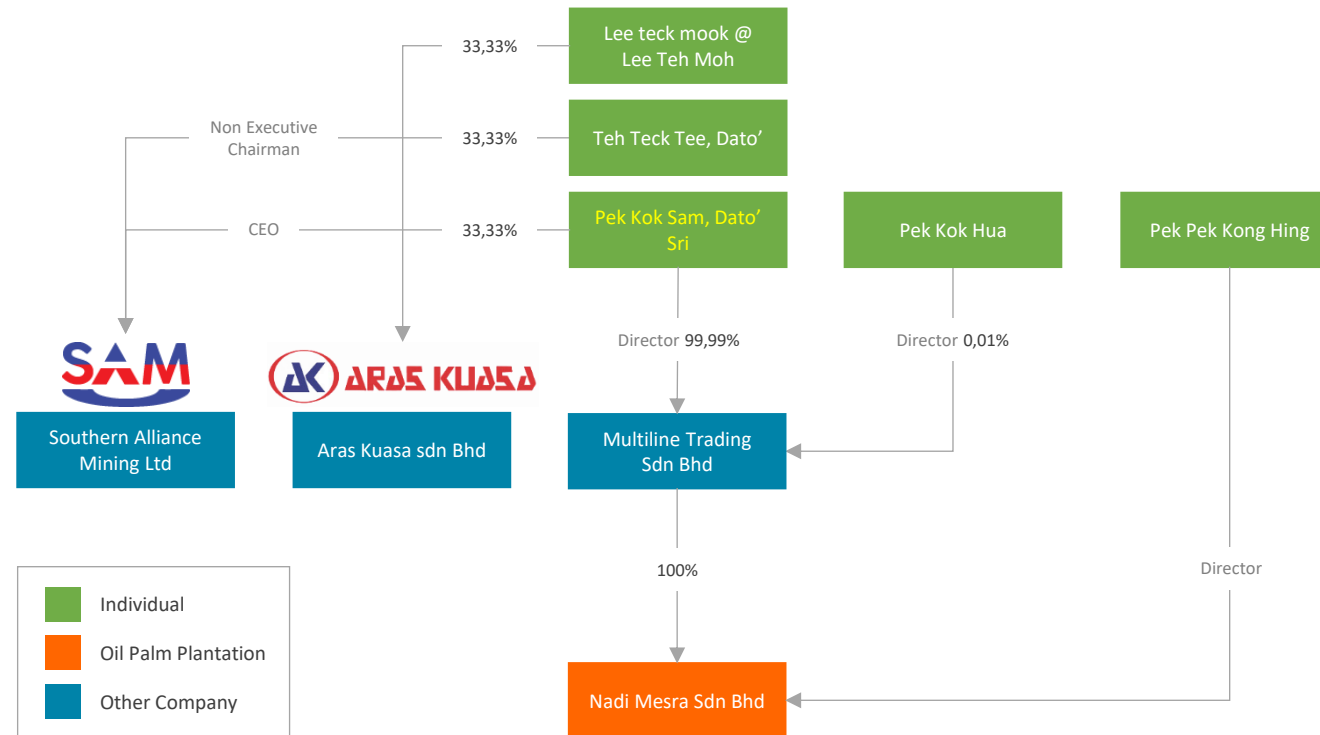 Lee teck mook @
Lee Teh Moh
33,33%
Non Executive
Chairman
33,33%
Teh Teck Tee, Dato’
CEO
33,33%
Pek Kok Sam, Dato’
Sri
Pek Kok Hua
Pek Pek Kong Hing
Director 99,99%
Director 0,01%
SAM
AK ARAS KUASA
Southern Alliance
Mining Ltd
Aras Kuasa sdn Bhd
Multiline Trading
Sdn Bhd
100%
Director
Individual
Oil Palm Plantation
Other Company
Nadi Mesra Sdn Bhd